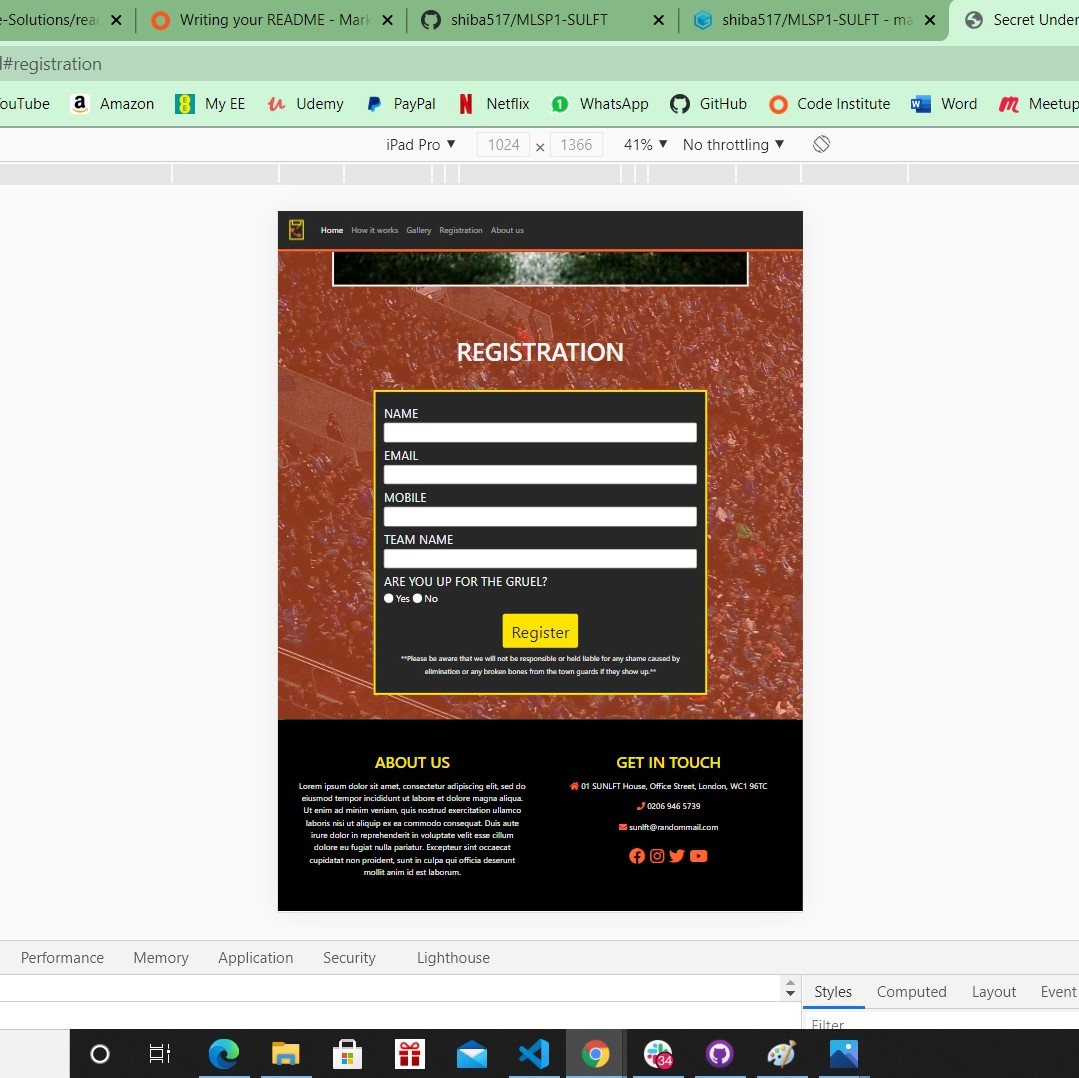 e-Solutions/rea
Writing your README - Mark
shiba517/MLSP1-SULFT
shiba517/MLSP1-SULFT - ma
Secret Under
l#registration
ouTube
a Amazon
8 My EE
Udemy
PayPal
N Netflix
1 WhatsApp
GitHub
Code Institute
W Word
m Meetup
iPad Pro
1024 × 1366
41%
No throttling
Home How it works Gallery Registration About us
REGISTRATION
NAME
EMAIL
MOBILE
TEAM NAME
ARE YOU UP FOR THE GRUEL?
Yes No
Register
**Please be aware that we will not be responsible or held liable for any shame caused by
elimination or any broken bones from the town guards if they show up.**
ABOUT US
Lorem ipsum dolor sit amet, consectetur adipiscing elit, sed do
eiusmod tempor incididunt ut labore et dolore magna aliqua.
Ut enim ad minim veniam, quis nostrud exercitation ullamco
laboris nisi ut aliquip ex ea commodo consequat. Duis aute
irure dolor in reprehenderit in voluptate velit esse cillum
dolore eu fugiat nulla pariatur. Excepteur sint occaecat
cupidatat non proident, sunt in culpa qui officia deserunt
mollit anim id est laborum.
GET IN TOUCH
01 SUNLFT House, Office Street, London, WC1 96TC
0206 946 5739
sunlft@randommail.com
Performance Memory Application Security Lighthouse
Styles Computed Layout Event
Filter
34